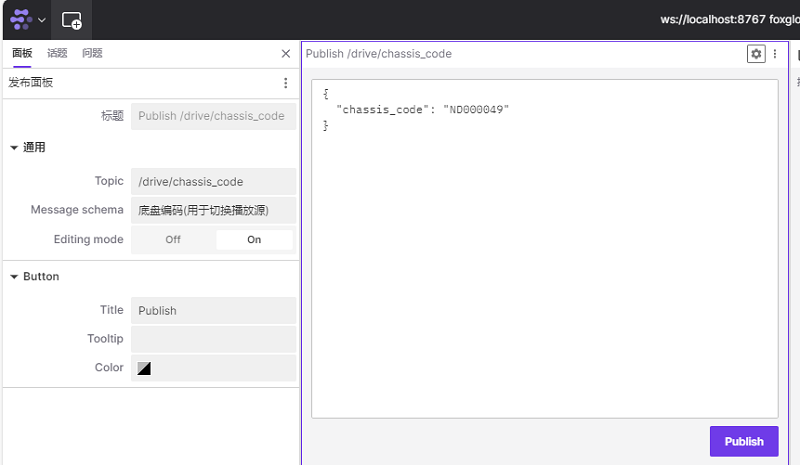 ws://localhost:8767 foxglo
面板 话题 问题
发布面板
标题 Publish /drive/chassis_code
通用
Topic /drive/chassis_code
Message schema 底盘编码(用于切换播放源)
Editing mode Off On
Button
Title Publish
Tooltip
Color
Publish /drive/chassis_code
{
"chassis_code": "ND000049"
}
Publish